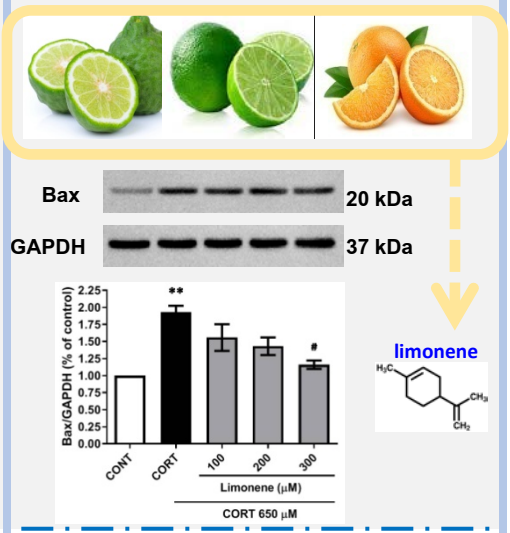 Bax
20 kDa
GAPDH
37 kDa
limonene
H₃C
CH₃
CH₂
Bax/GAPDH (% of control)
2.25
2.00
1.75
1.50
1.25
1.00
0.75
0.50
0.25
0.00
**
#
CONT
CORT
100
200
300
Limonene (μM)
CORT 650 μM